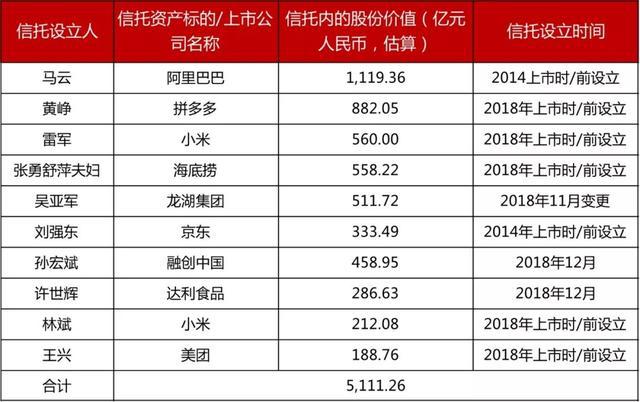 信托设立人 信托资产标的/上市公司名称 信托内的股份价值（亿元人民币，估算） 信托设立时间
马云 阿里巴巴 1,119.36 2014上市时/前设立
黄峥 拼多多 882.05 2018年上市时/前设立
雷军 小米 560.00 2018年上市时/前设立
张勇舒萍夫妇 海底捞 558.22 2018年上市时/前设立
吴亚军 龙湖集团 511.72 2018年11月变更
刘强东 京东 333.49 2014年上市时/前设立
孙宏斌 融创中国 458.95 2018年12月
许世辉 达利食品 286.63 2018年12月
林斌 小米 212.08 2018年上市时/前设立
王兴 美团 188.76 2018年上市时/前设立
合计 5,111.26